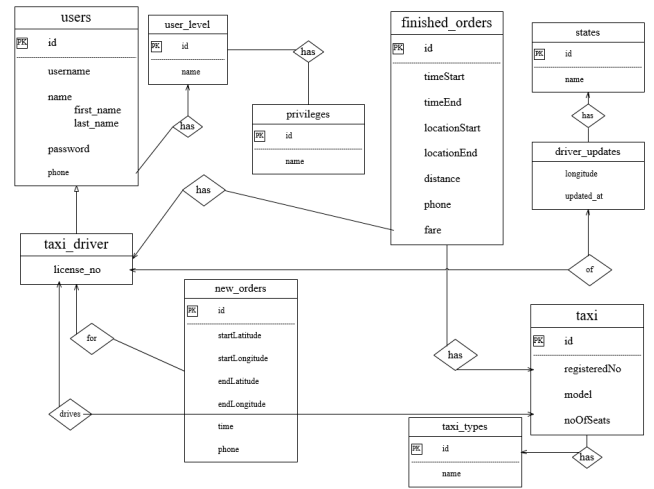 users
PK id
username
name
first_name
last_name
password
phone
user_level
PK id
name
has
has
privileges
PK id
name
finished_orders
PK id
timeStart
timeEnd
locationStart
locationEnd
distance
phone
fare
states
PK id
name
has
driver_updates
longitude
updated_at
has
taxi_driver
license_no
of
new_orders
PK id
startLatitude
startLongitude
endLatitude
endLongitude
time
phone
for
drives
has
taxi
PK id
registeredNo
model
noOfSeats
taxi_types
PK id
name
has